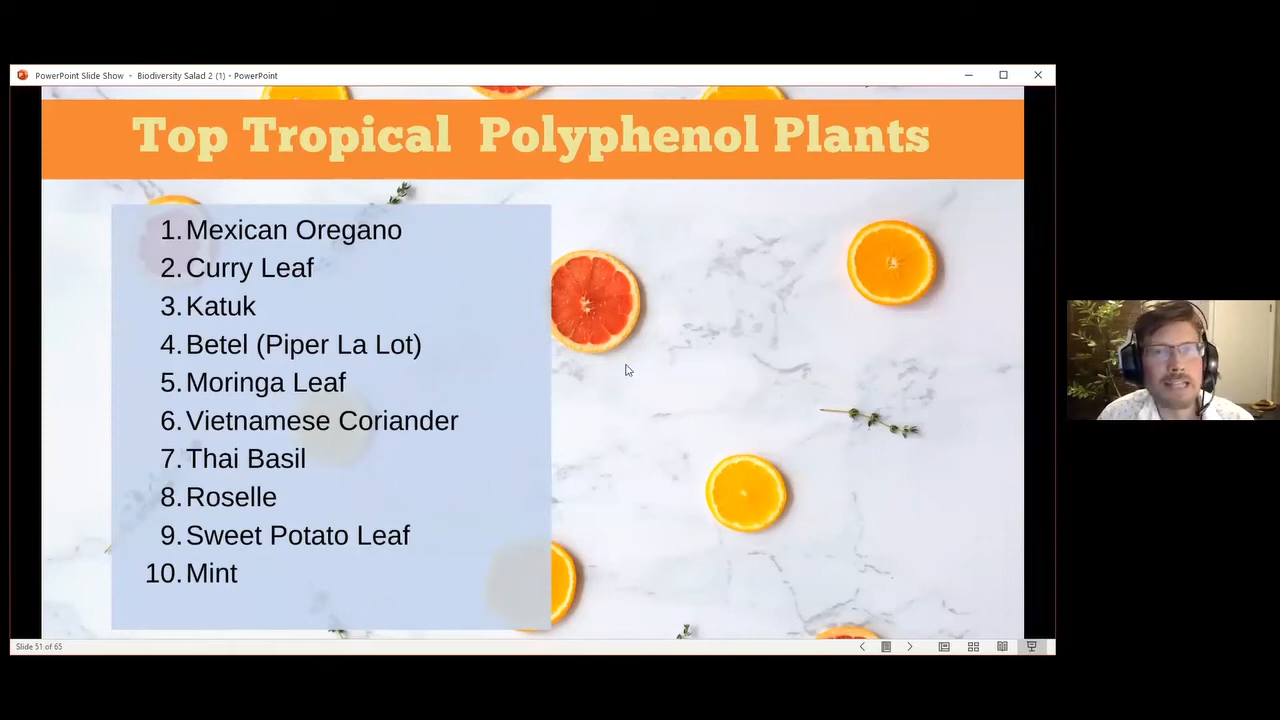 PowerPoint Slide Show - Biodiversity Salad 2 (1) - PowerPoint
Top Tropical Polyphenol Plants
1. Mexican Oregano
2. Curry Leaf
3. Katuk
4. Betel (Piper La Lot)
5. Moringa Leaf
6. Vietnamese Coriander
7. Thai Basil
8. Roselle
9. Sweet Potato Leaf
10. Mint
Slide 51 of 65